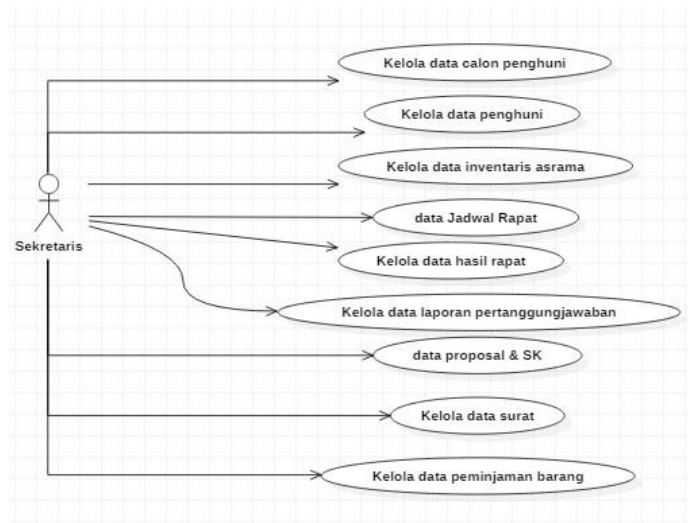 Kelola data calon penghuni
Kelola data penghuni
Kelola data inventaris asrama
data Jadwal Rapat
Sekretaris
Kelola data hasil rapat
Kelola data laporan pertanggungjawaban
data proposal & SK
Kelola data surat
Kelola data peminjaman barang